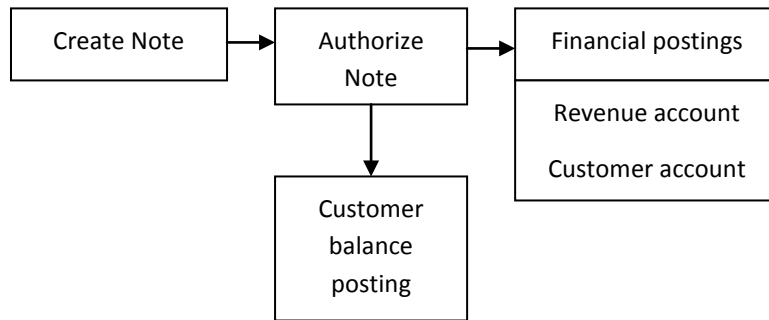 Create Note
Authorize
Note
Financial postings
Revenue account
Customer account
Customer
balance
posting